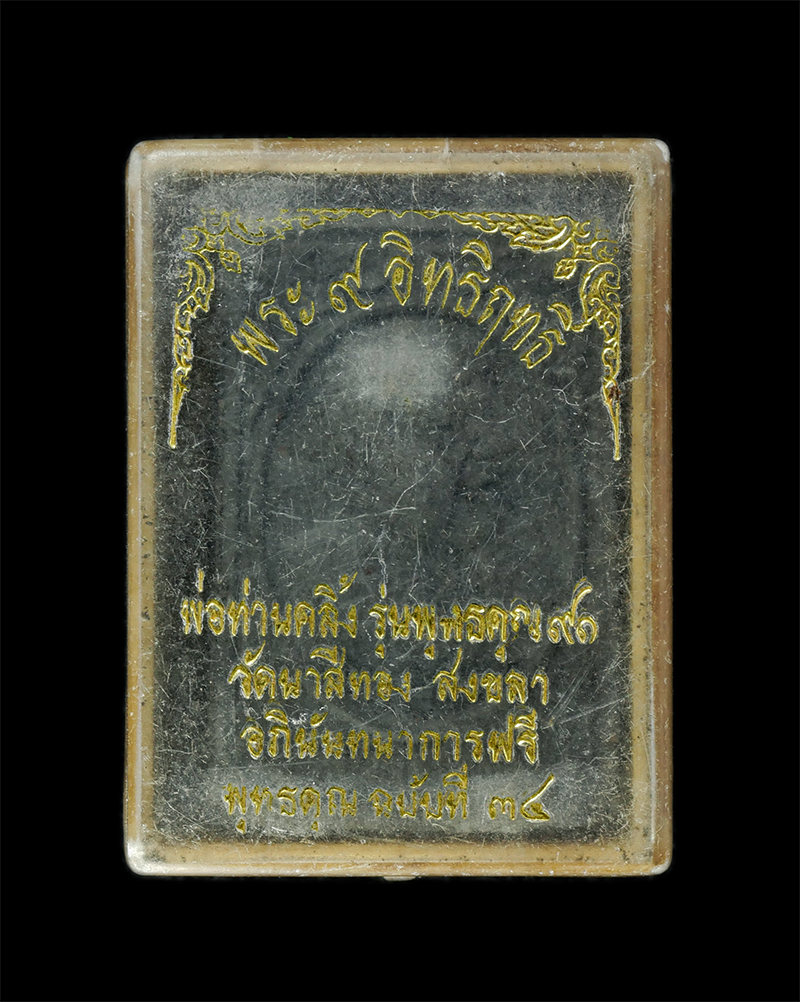 พระ ๙ อิทธิฤทธิ์
พ่อท่านคลิ้ง รุ่นพุทธคุณ ๙๑
วัดนาสีทอง สงขลา
อภินันทนาการฟรี
พุทธคุณ ฉบับที่ ๓๔